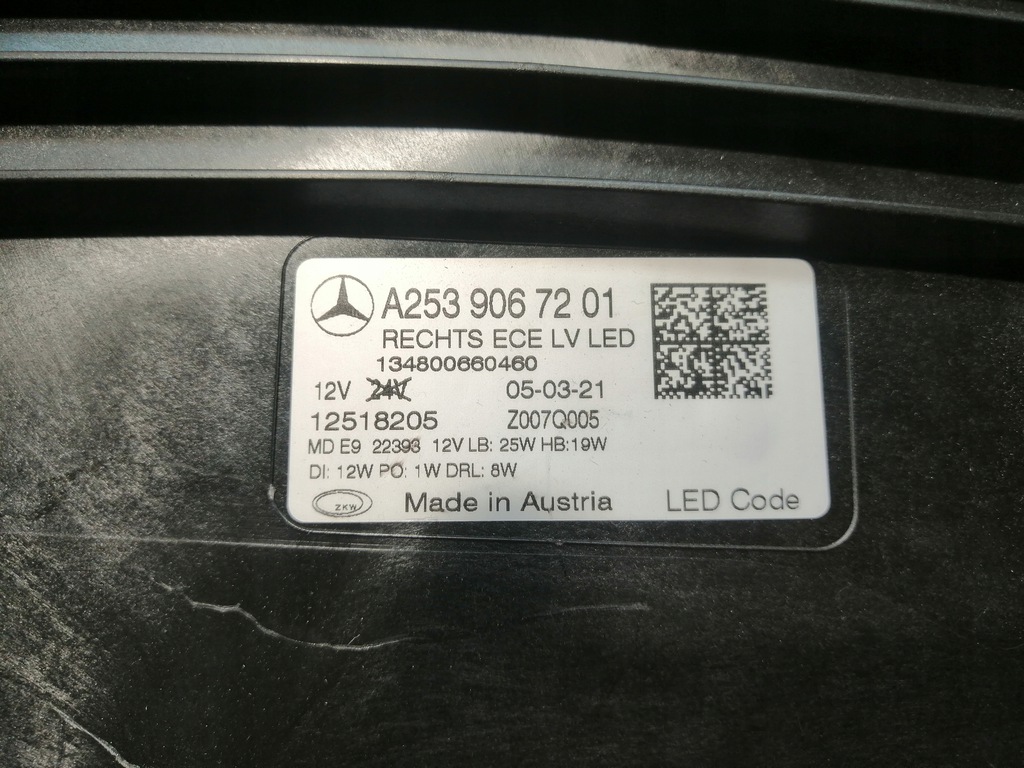 A253 906 72 01
RECHTS ECE LV LED
134800660460
12V 24V 05-03-21
12518205 Z007Q005
MD E9 22393 12V LB: 25W HB:19W
DI: 12W PO: 1W DRL: 8W
ZKW Made in Austria LED Code